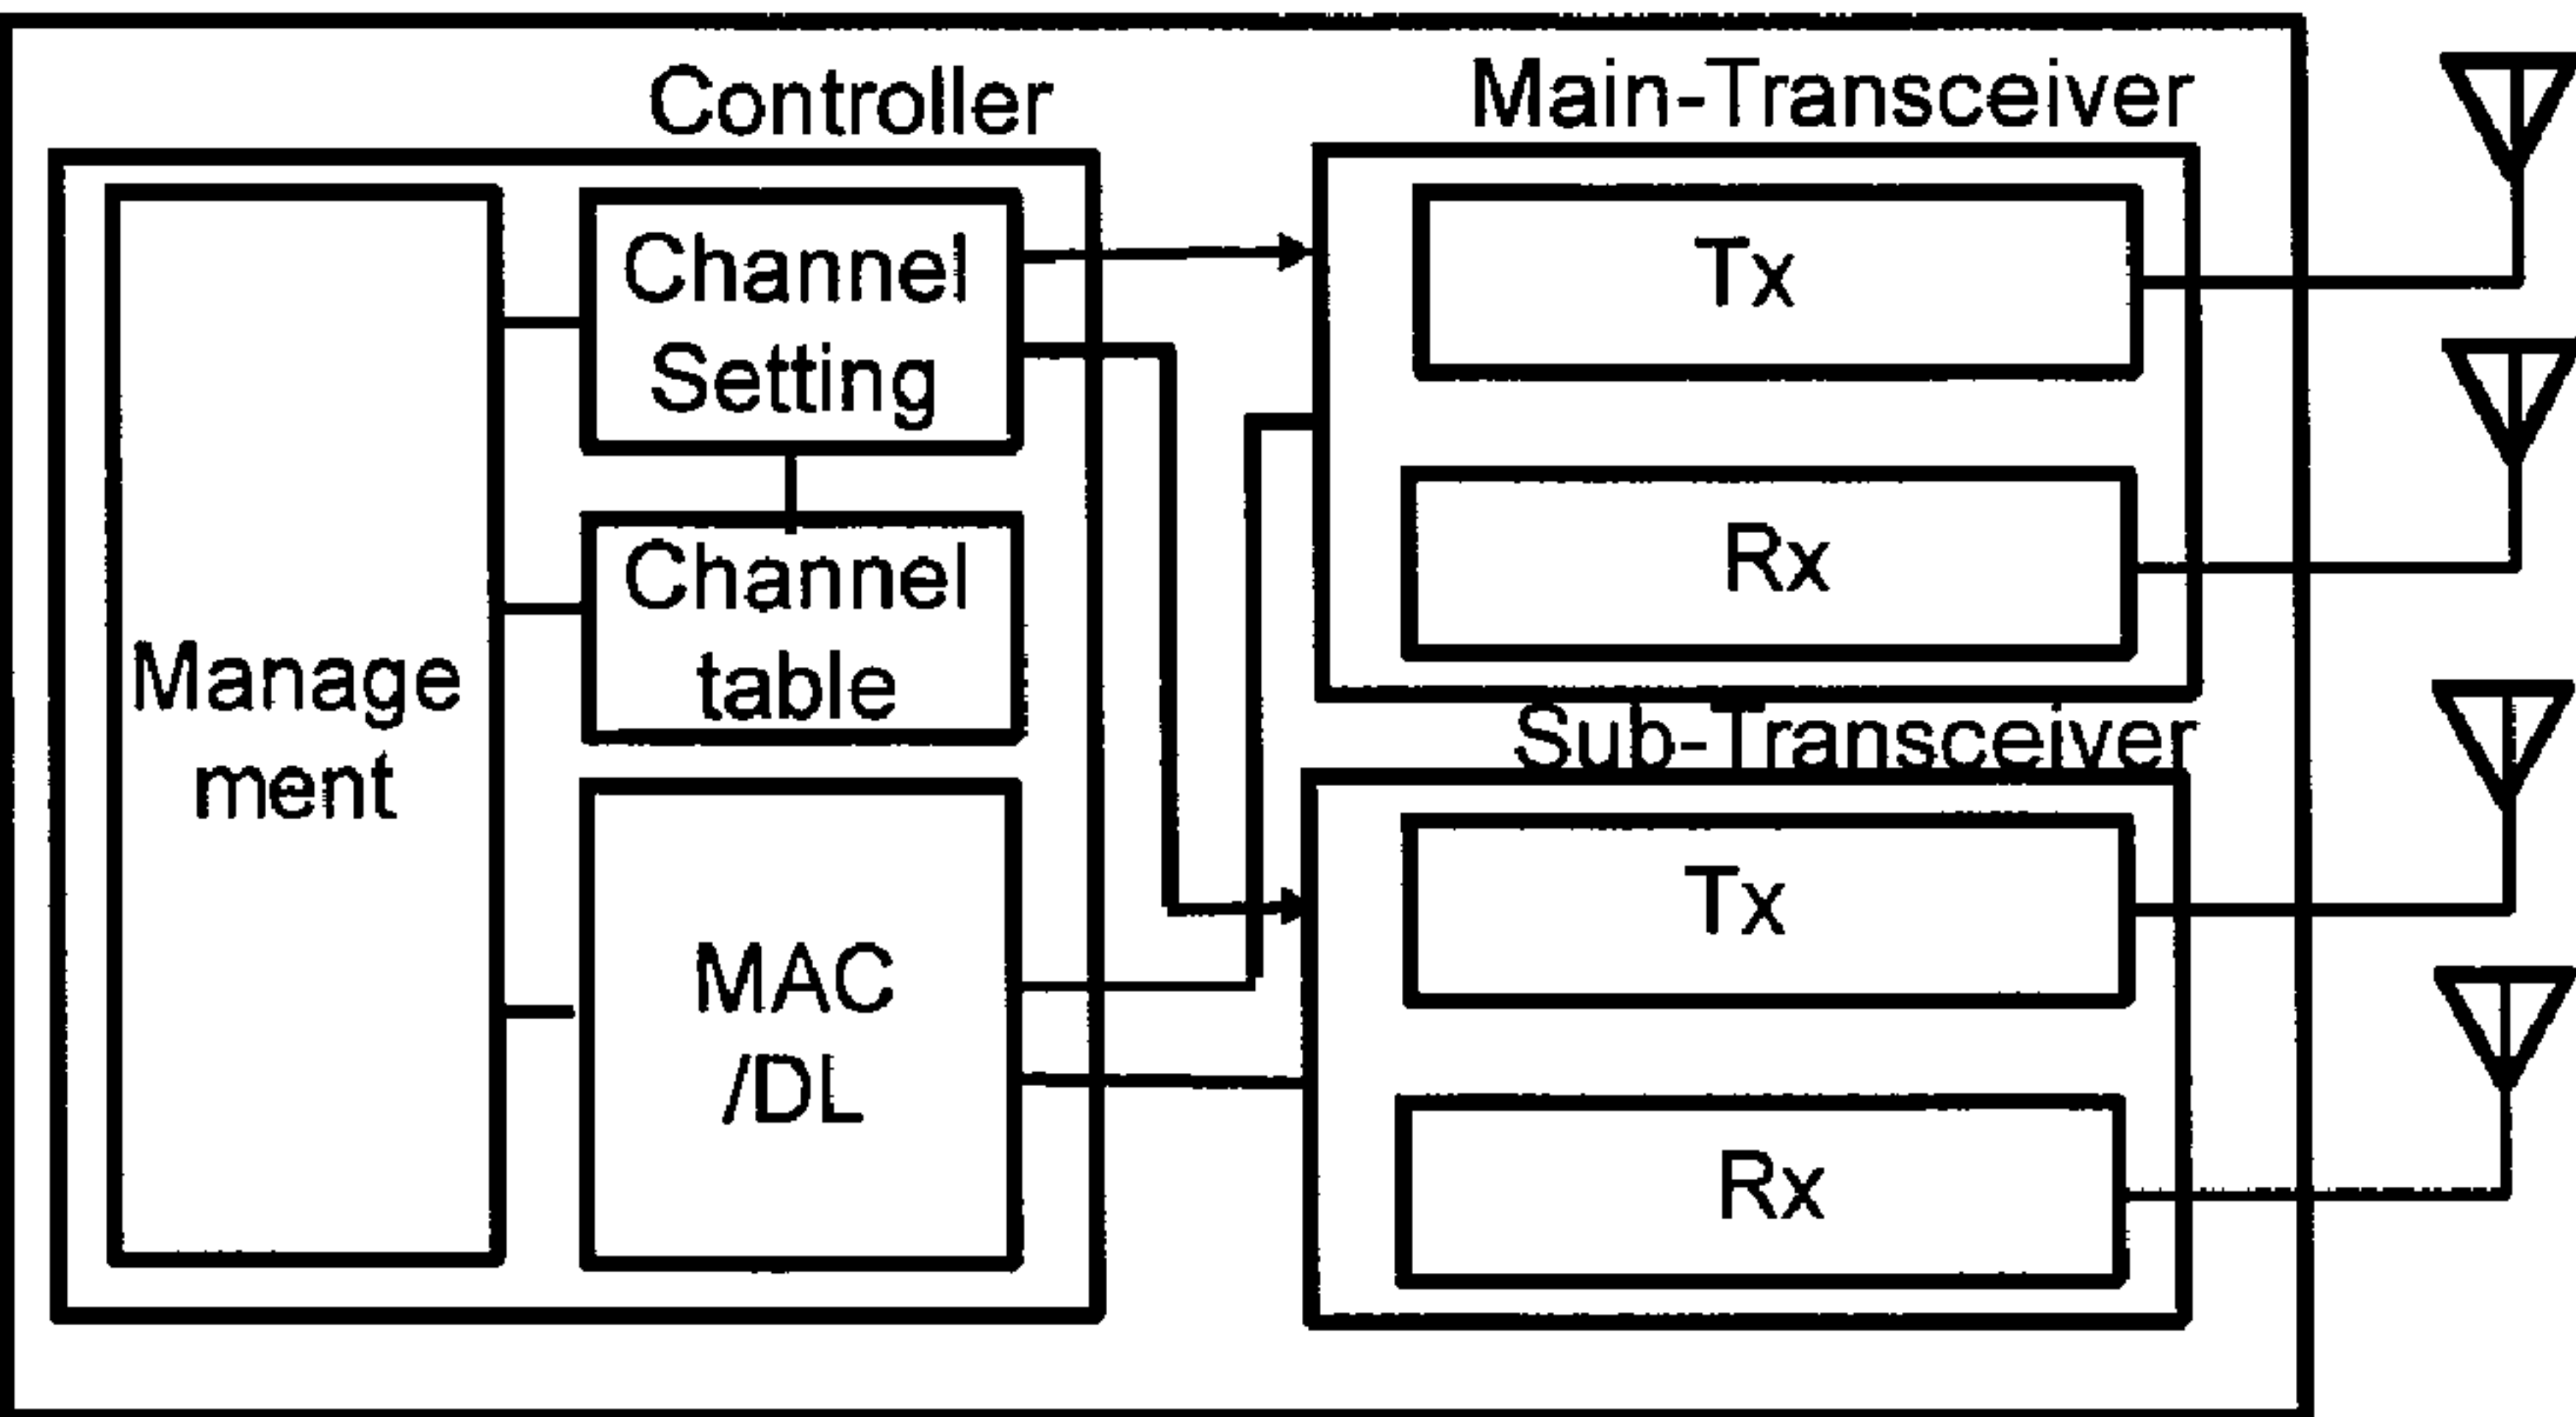 Controller
Manage
ment
Channel
Setting
Channel
table
MAC
/DL
Main-Transceiver
Tx
Rx
Sub-Transceiver
Tx
Rx